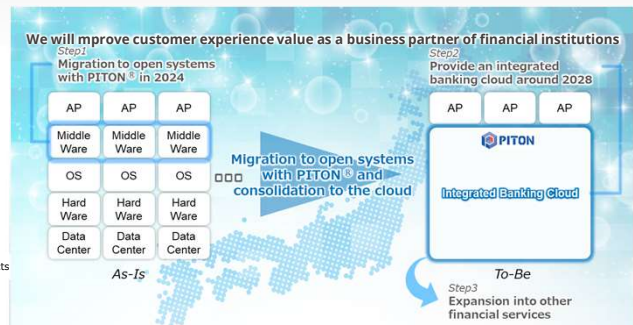 We will mprove customer experience value as a business partner of financial institutions
Step1
Migration to open systems
with PITON® in 2024
AP AP AP
Middle Ware Middle Ware Middle Ware
OS OS OS
Hard Ware Hard Ware Hard Ware
Data Center Data Center Data Center
As-Is
ts
Migration to open systems
with PITON® and
consolidation to the cloud
Step2
Provide an integrated
banking cloud around 2028
AP AP AP
PITON
Integrated Banking Cloud
To-Be
Step3
Expansion into other
financial services